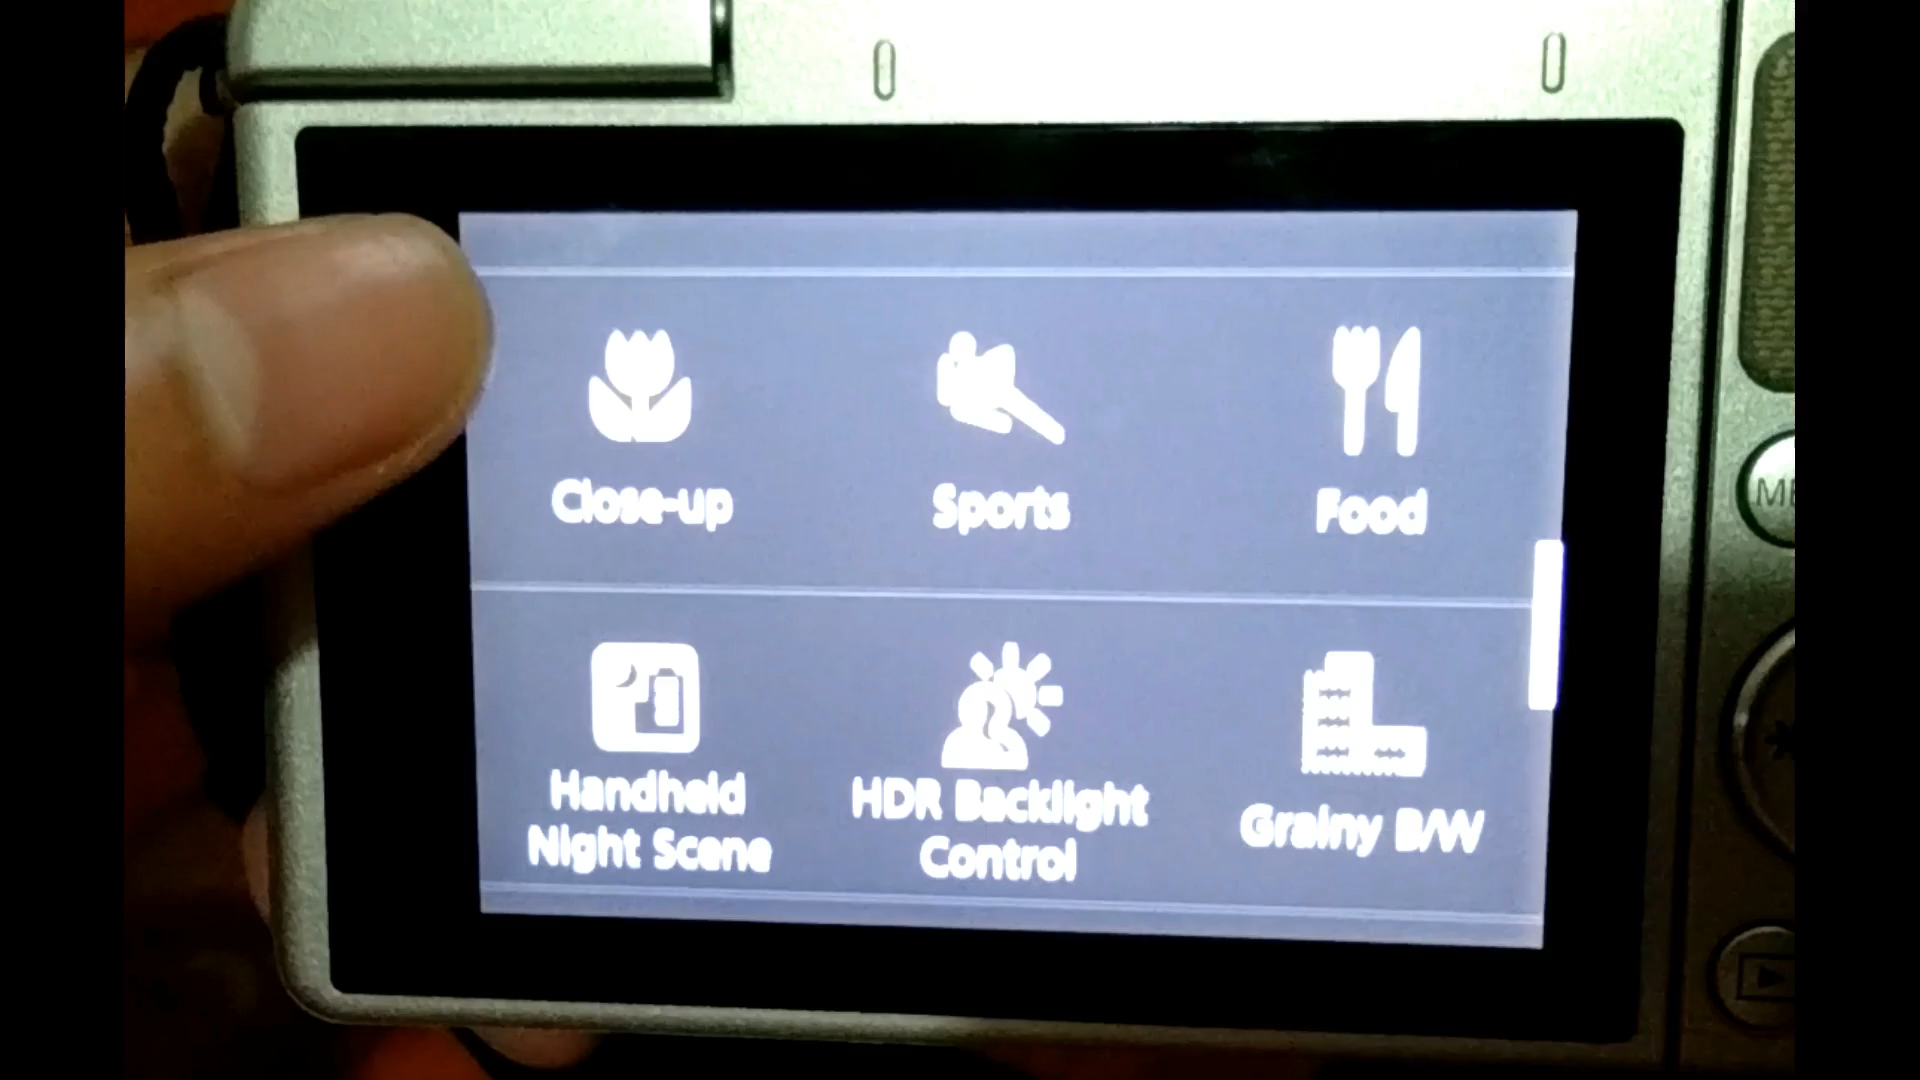 Close-up
Sports
Food
Handheld
Night Scene
HDR Backlight
Control
Grainy B/W